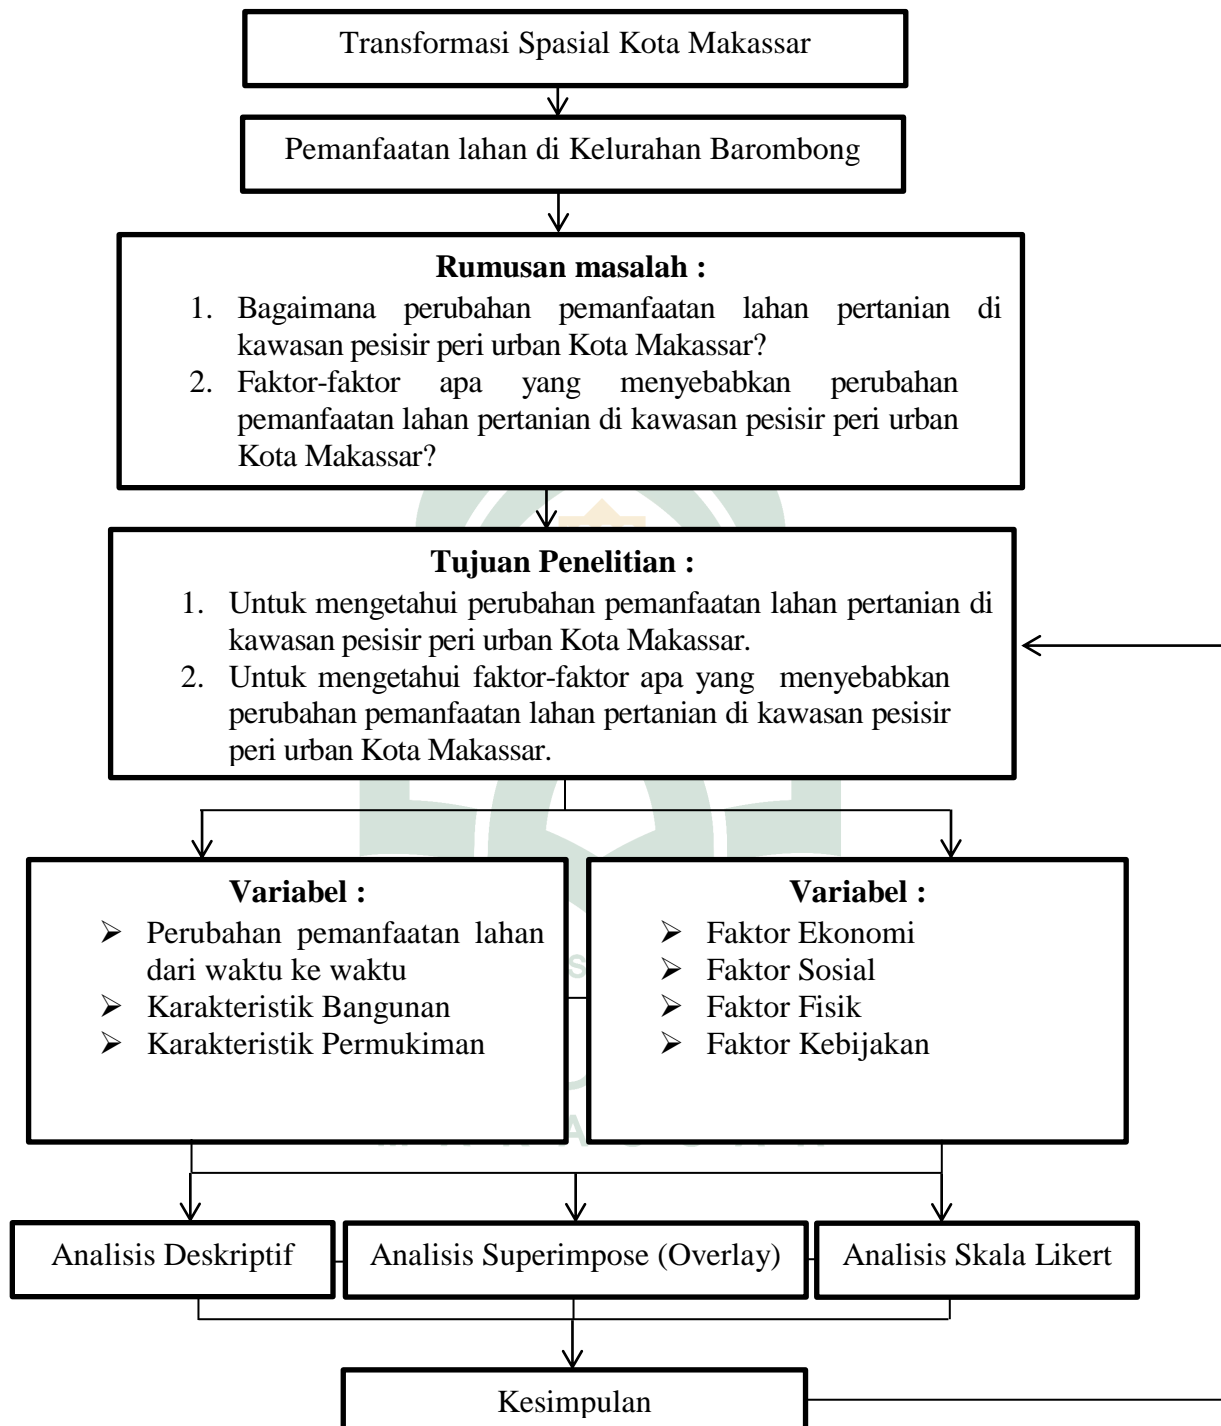 Transformasi Spasial Kota Makassar
Pemanfaatan lahan di Kelurahan Barombong
Rumusan masalah :
1. Bagaimana perubahan pemanfaatan lahan pertanian di
kawasan pesisir peri urban Kota Makassar?
2. Faktor-faktor apa yang menyebabkan perubahan
pemanfaatan lahan pertanian di kawasan pesisir peri urban
Kota Makassar?
Tujuan Penelitian :
1. Untuk mengetahui perubahan pemanfaatan lahan pertanian di
kawasan pesisir peri urban Kota Makassar.
2. Untuk mengetahui faktor-faktor apa yang menyebabkan
perubahan pemanfaatan lahan pertanian di kawasan pesisir
peri urban Kota Makassar.
Variabel :
➢ Perubahan pemanfaatan lahan
dari waktu ke waktu
➢ Karakteristik Bangunan
➢ Karakteristik Permukiman
Variabel :
➢ Faktor Ekonomi
➢ Faktor Sosial
➢ Faktor Fisik
➢ Faktor Kebijakan
Analisis Deskriptif
Analisis Superimpose (Overlay)
Analisis Skala Likert
Kesimpulan